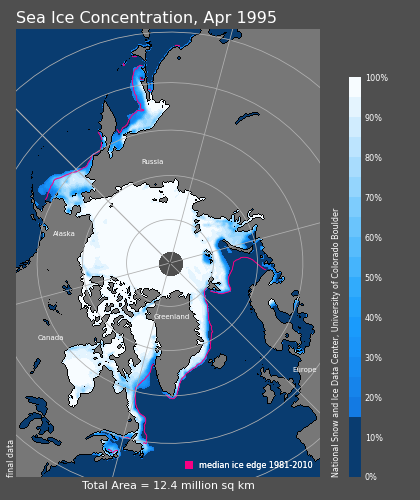 Sea Ice Concentration, Apr 1995
Russia
Alaska
Greenland
Canada
Europe
median ice edge 1981-2010
final data
Total Area = 12.4 million sq km
National Snow and Ice Data Center, University of Colorado Boulder
100%
90%
80%
70%
60%
50%
40%
30%
20%
10%
0%